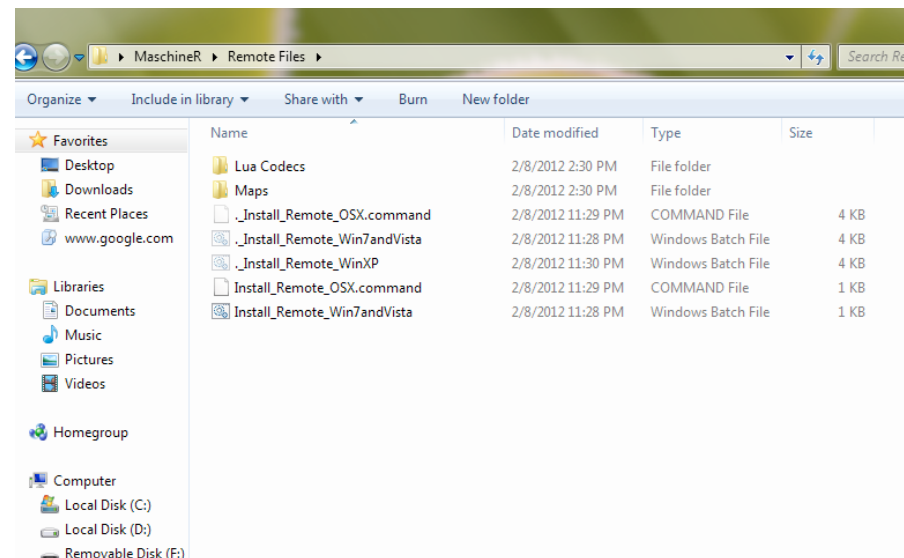 MaschineR Remote Files
Search Re
Organize Include in library Share with Burn New folder
Name Date modified Type Size
Favorites
Desktop
Downloads
Recent Places
www.google.com
Libraries
Documents
Music
Pictures
Videos
Homegroup
Computer
Local Disk (C:)
Local Disk (D:)
Removable Disk (F:)
Lua Codecs 2/8/2012 2:30 PM File folder
Maps 2/8/2012 2:30 PM File folder
._Install_Remote_OSX.command 2/8/2012 11:29 PM COMMAND File 4 KB
._Install_Remote_Win7andVista 2/8/2012 11:28 PM Windows Batch File 4 KB
._Install_Remote_WinXP 2/8/2012 11:30 PM Windows Batch File 4 KB
Install_Remote_OSX.command 2/8/2012 11:29 PM COMMAND File 1 KB
Install_Remote_Win7andVista 2/8/2012 11:28 PM Windows Batch File 1 KB